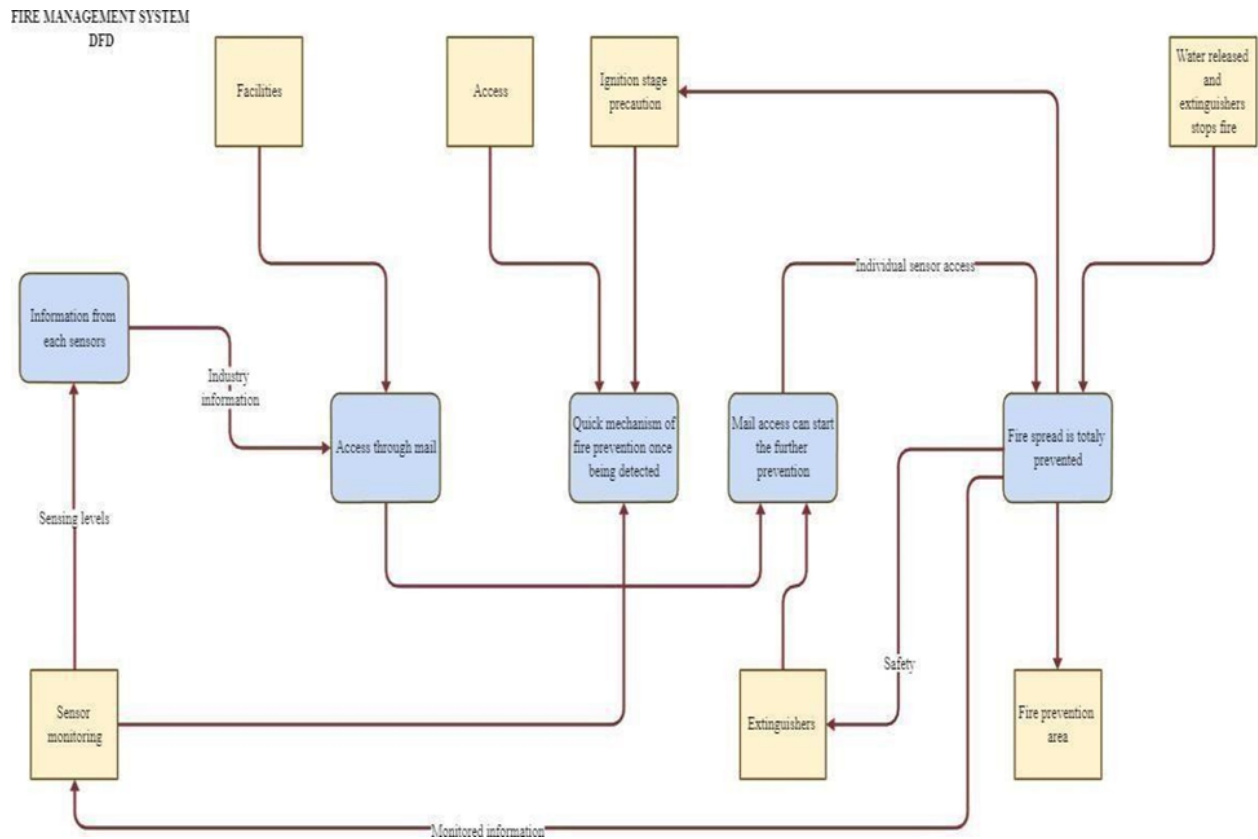 FIRE MANAGEMENT SYSTEM
DFD
Facilities
Access
Ignition stage
precaution
Water released
and
extinguishers
stops fire
Individual sensor access
Information from
each sensors
Industry
information
Access through mail
Quick mechanism of
fire prevention once
being detected
Mail access can start
the further
prevention
Fire spread is totaly
prevented
Sensing levels
Safety
Sensor
monitoring
Extinguishers
Fire prevention
area
Monitored information